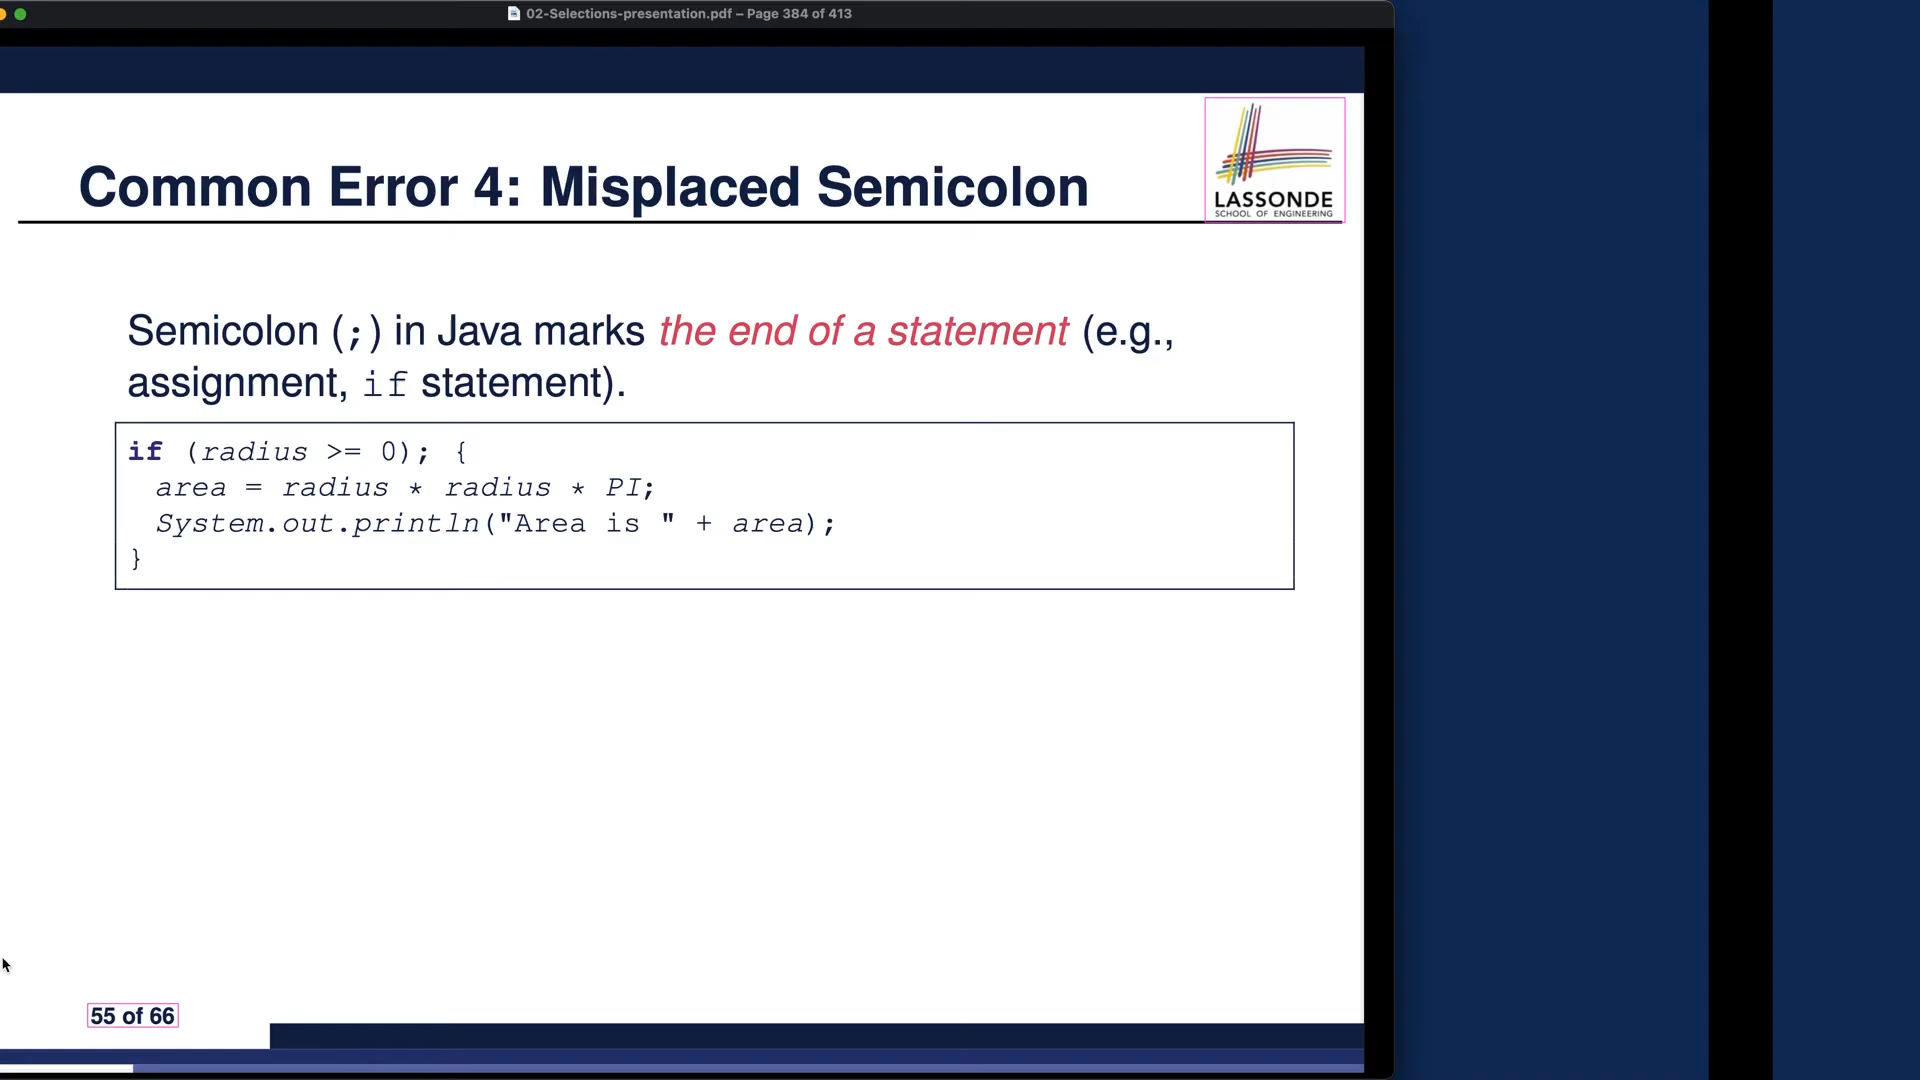 02-Selections-presentation.pdf – Page 384 of 413
Common Error 4: Misplaced Semicolon
LASSONDE
SCHOOL OF ENGINEERING
Semicolon (;) in Java marks the end of a statement (e.g.,
assignment, if statement).
if (radius >= 0); {
  area = radius * radius * PI;
  System.out.println("Area is " + area);
}
55 of 66